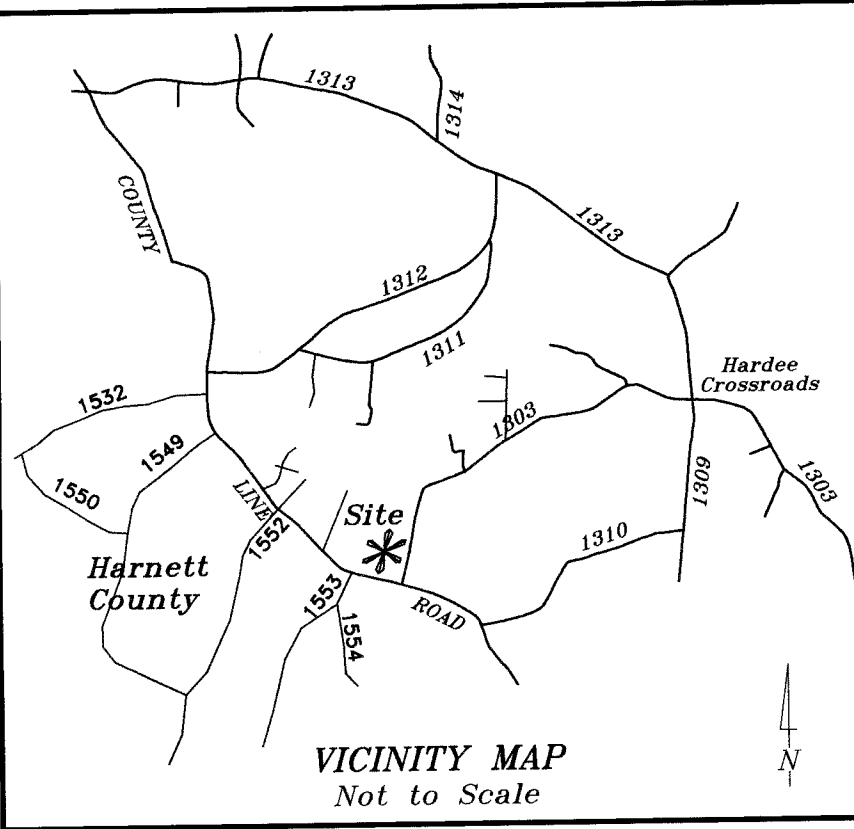 1313
1314
COUNTY
1313
1312
1311
Hardee
Crossroads
1532
1303
1549
1550
LINE
1309
1303
Site
1552
1310
Harnett
County
1553
ROAD
1554
VICINITY MAP
Not to Scale
N